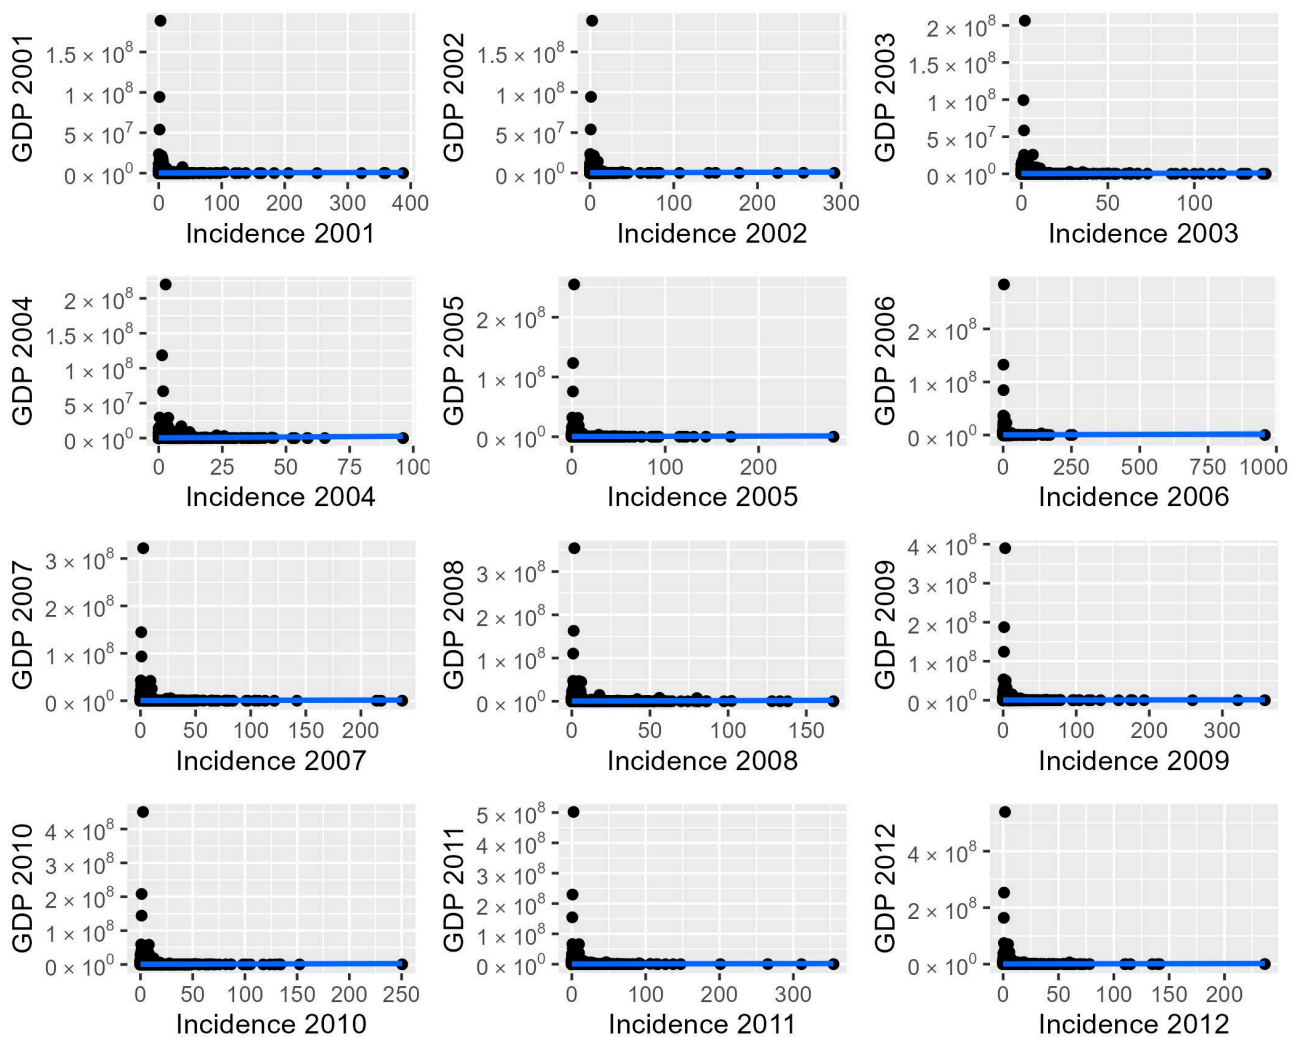 GDP 2001
1.5 × 10⁸
1 × 10⁸
5 × 10⁷
0 × 10⁰
0 100 200 300 400
Incidence 2001
GDP 2002
1.5 × 10⁸
1 × 10⁸
5 × 10⁷
0 × 10⁰
0 100 200 300
Incidence 2002
GDP 2003
2 × 10⁸
1.5 × 10⁸
1 × 10⁸
5 × 10⁷
0 × 10⁰
0 50 100
Incidence 2003
GDP 2004
2 × 10⁸
1.5 × 10⁸
1 × 10⁸
5 × 10⁷
0 × 10⁰
0 25 50 75 100
Incidence 2004
GDP 2005
2 × 10⁸
1 × 10⁸
0 × 10⁰
0 100 200
Incidence 2005
GDP 2006
2 × 10⁸
1 × 10⁸
0 × 10⁰
0 250 500 750 1000
Incidence 2006
GDP 2007
3 × 10⁸
2 × 10⁸
1 × 10⁸
0 × 10⁰
0 50 100 150 200
Incidence 2007
GDP 2008
3 × 10⁸
2 × 10⁸
1 × 10⁸
0 × 10⁰
0 50 100 150
Incidence 2008
GDP 2009
4 × 10⁸
3 × 10⁸
2 × 10⁸
1 × 10⁸
0 × 10⁰
0 100 200 300
Incidence 2009
GDP 2010
4 × 10⁸
3 × 10⁸
2 × 10⁸
1 × 10⁸
0 × 10⁰
0 50 100 150 200 250
Incidence 2010
GDP 2011
5 × 10⁸
4 × 10⁸
3 × 10⁸
2 × 10⁸
1 × 10⁸
0 × 10⁰
0 100 200 300
Incidence 2011
GDP 2012
4 × 10⁸
2 × 10⁸
0 × 10⁰
0 50 100 150 200
Incidence 2012